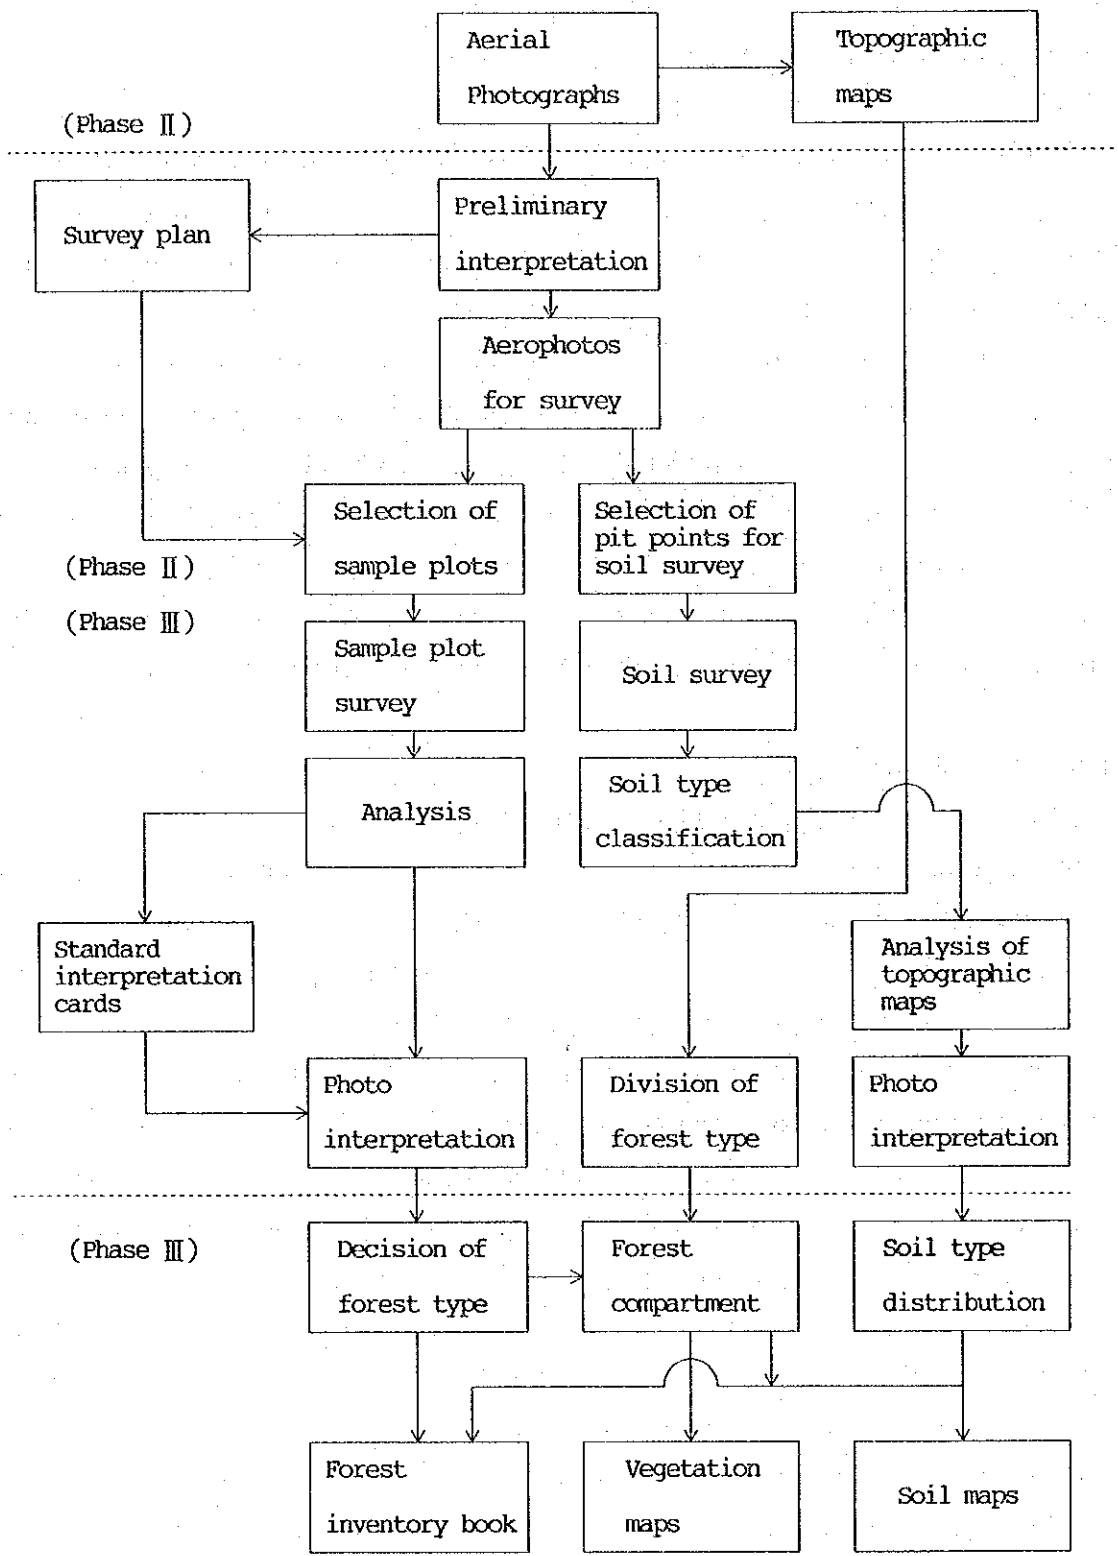 Aerial
Photographs
Topographic
maps
(Phase Ⅱ)
Survey plan
Preliminary
interpretation
Aerophotos
for survey
Selection of
sample plots
Selection of
pit points for
soil survey
(Phase Ⅱ)
(Phase Ⅲ)
Sample plot
survey
Soil survey
Analysis
Soil type
classification
Standard
interpretation
cards
Analysis of
topographic
maps
Photo
interpretation
Division of
forest type
Photo
interpretation
(Phase Ⅲ)
Decision of
forest type
Forest
compartment
Soil type
distribution
Forest
inventory book
Vegetation
maps
Soil maps